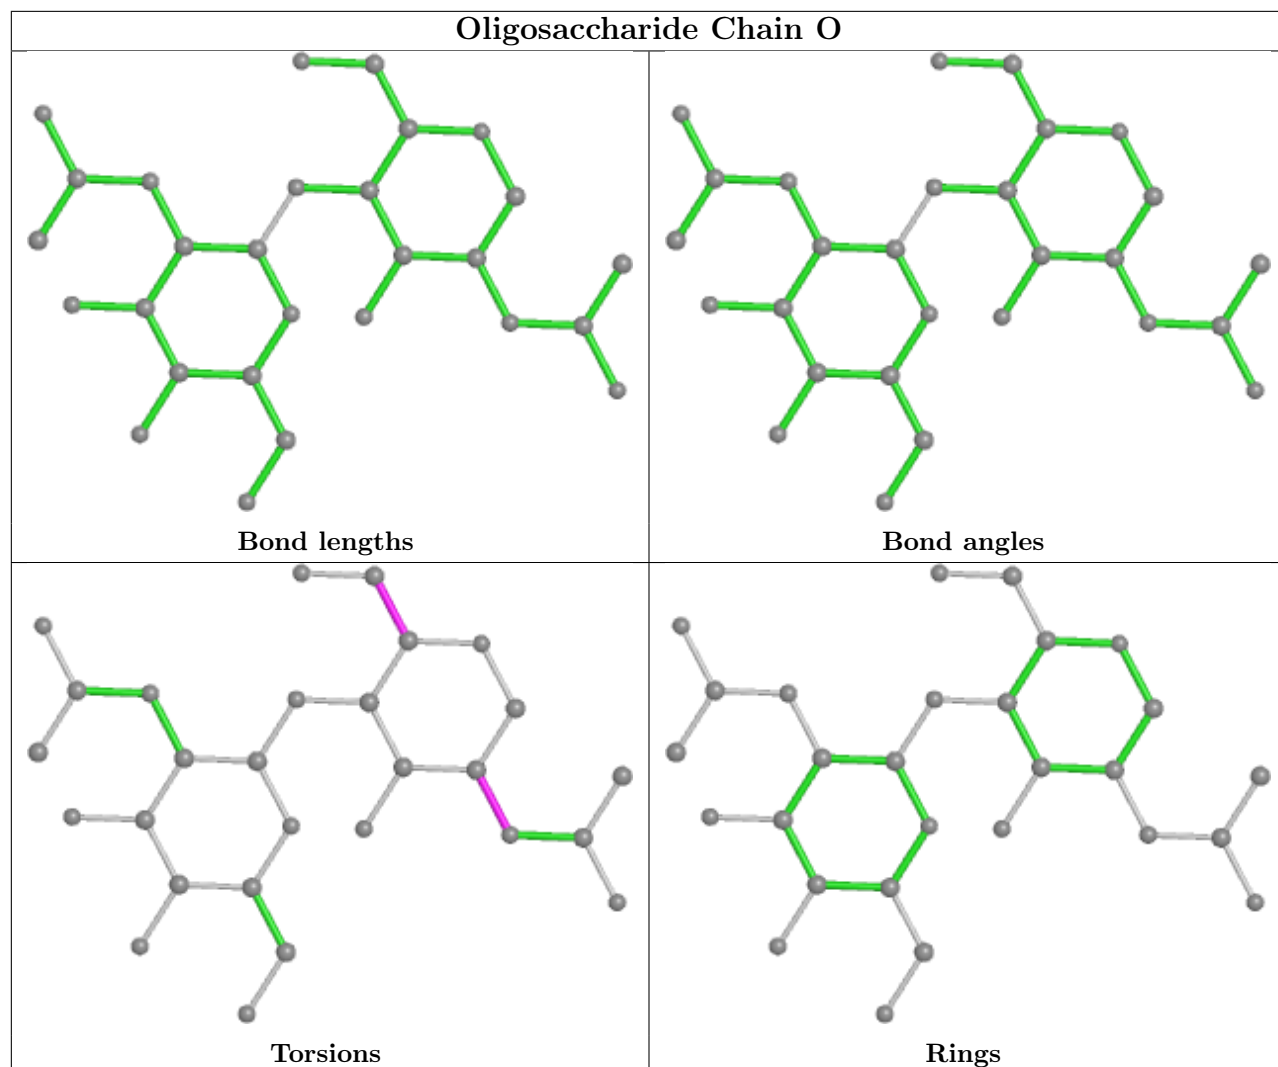 Oligosaccharide Chain O
Bond lengths
Bond angles
Torsions
Rings